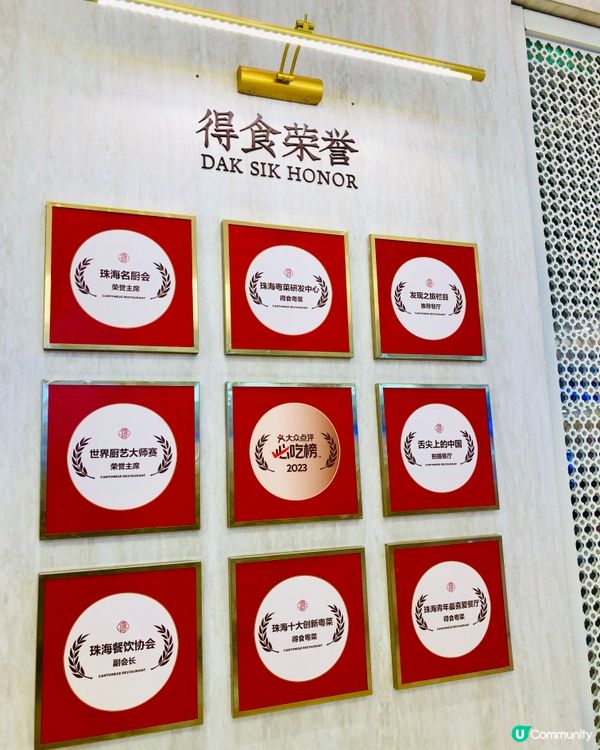 得食荣誉
DAK SIK HONOR
珠海名厨会
荣誉主席
CANTONESE RESTAURANT
珠海粤菜研发中心
得食粤菜
CANTONESE RESTAURANT
发现之旅栏目
推荐餐厅
CANTONESE RESTAURANT
世界厨艺大师赛
荣誉主席
CANTONESE RESTAURANT
大众点评
必吃榜
2023
舌尖上的中国
拍摄餐厅
CANTONESE RESTAURANT
珠海餐饮协会
副会长
CANTONESE RESTAURANT
珠海十大创新粤菜
得食粤菜
CANTONESE RESTAURANT
珠海青年最喜爱餐厅
得食粤菜
CANTONESE RESTAURANT
U Community